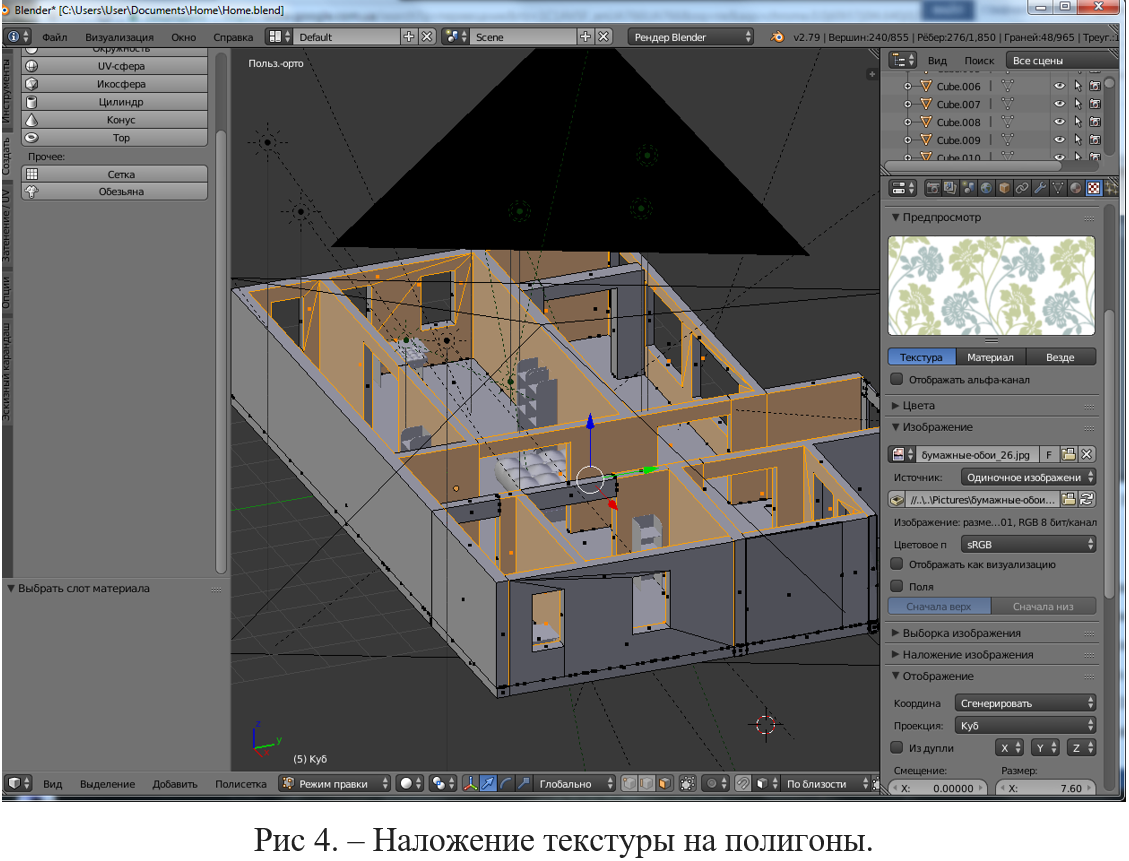 Blender* [C:\Users\User\Documents\Home\Home.blend]
Файл Визуализация Окно Справка Default Scene Рендер Blender v2.79 | Вершин:240/855 | Рёбер:276/1,850 | Граней:48/965 | Треуг.:1
Окружность
UV-сфера
Икосфера
Цилиндр
Конус
Тор
Прочее:
Сетка
Обезьяна
Инструменты
Создать
Затенение / UV
Опции
Эскизный карандаш
Выбрать слот материала
Польз.-орто
z
y
(5) Куб
Вид Выделение Добавить Полисетка Режим правки Глобально По близости
Вид Поиск Все сцены
Cube.006
Cube.007
Cube.008
Cube.009
Cube.010
Предпросмотр
Текстура Материал Везде
Отображать альфа-канал
Цвета
Изображение
бумажные-обои_26.jpg F
Источник: Одиночное изображени
//..\..\Pictures\бумажные-обои...
Изображение: разме...01, RGB 8 бит/канал
Цветовое п sRGB
Отображать как визуализацию
Поля
Сначала верх Сначала низ
Выборка изображения
Наложение изображения
Отображение
Координа Сгенерировать
Проекция: Куб
Из дупли X Y Z
Смещение: Размер:
X: 0.00000 X: 7.60
Рис 4. – Наложение текстуры на полигоны.